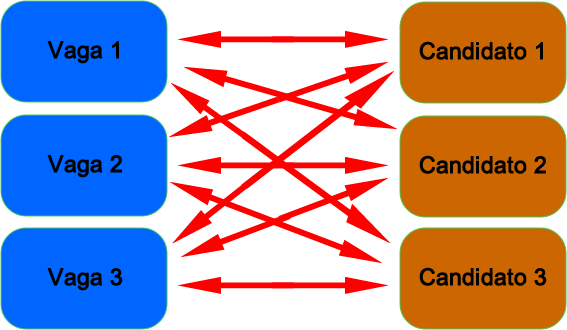 Vaga 1
Candidato 1
Vaga 2
Candidato 2
Vaga 3
Candidato 3